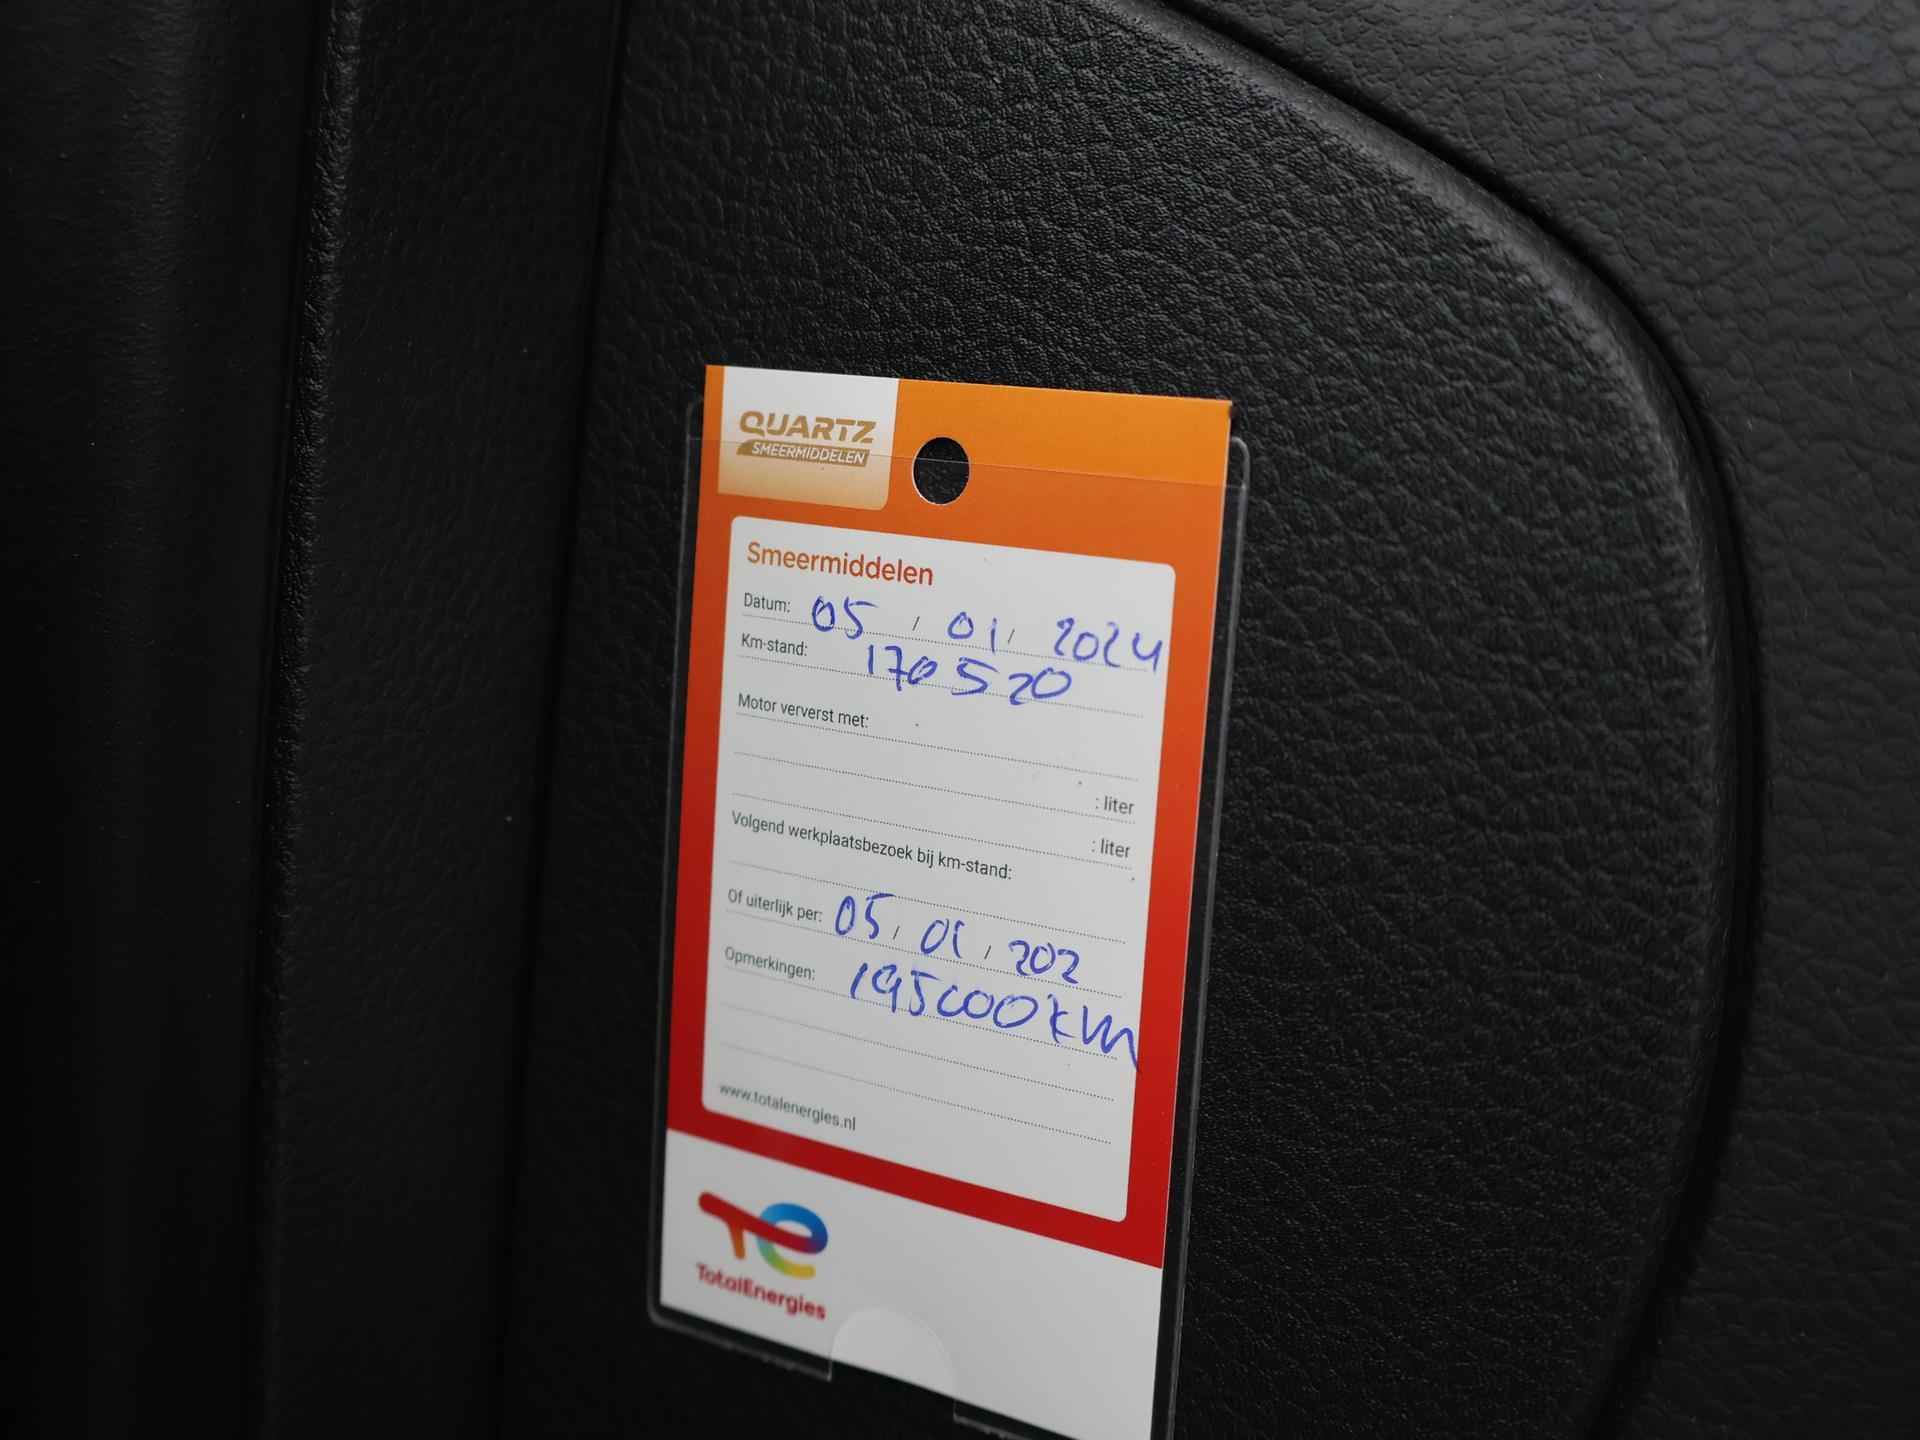 QUARTZ
SMEERMIDDELEN
Smeermiddelen
Datum: 05 / 01 / 2024
Km-stand: 170520
Motor ververst met:
: liter
: liter
Volgend werkplaatsbezoek bij km-stand:
Of uiterlijk per: 05 / 01 / 202
Opmerkingen: 195000km
www.totalenergies.nl
TotalEnergies